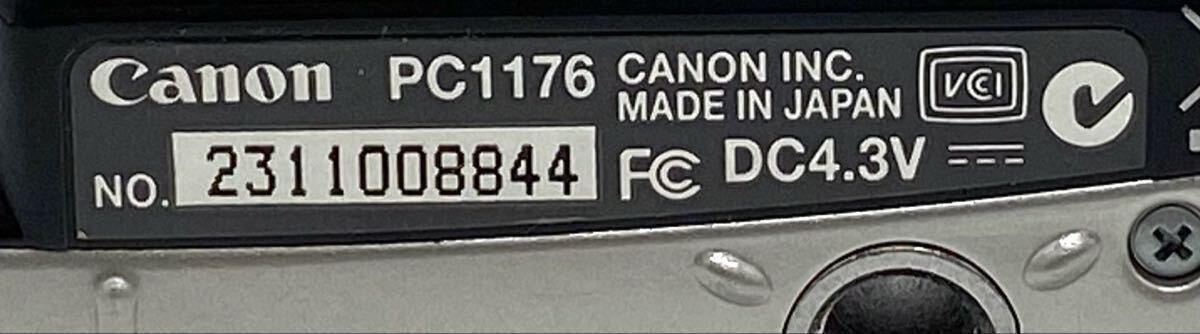 Canon PC1176
CANON INC.
MADE IN JAPAN
VCI
NO. 2311008844
FC DC4.3V